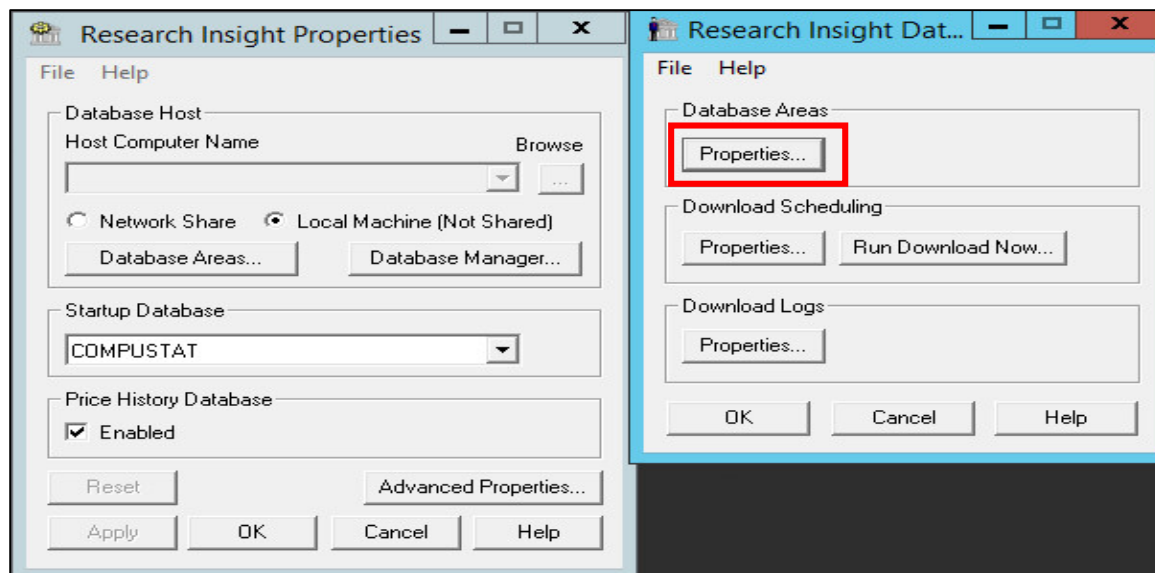 Research Insight Properties
File Help
Database Host
Host Computer Name Browse
...
Network Share Local Machine (Not Shared)
Database Areas... Database Manager...
Startup Database
COMPUSTAT
Price History Database
Enabled
Reset Advanced Properties...
Apply OK Cancel Help
Research Insight Dat...
File Help
Database Areas
Properties...
Download Scheduling
Properties... Run Download Now...
Download Logs
Properties...
OK Cancel Help